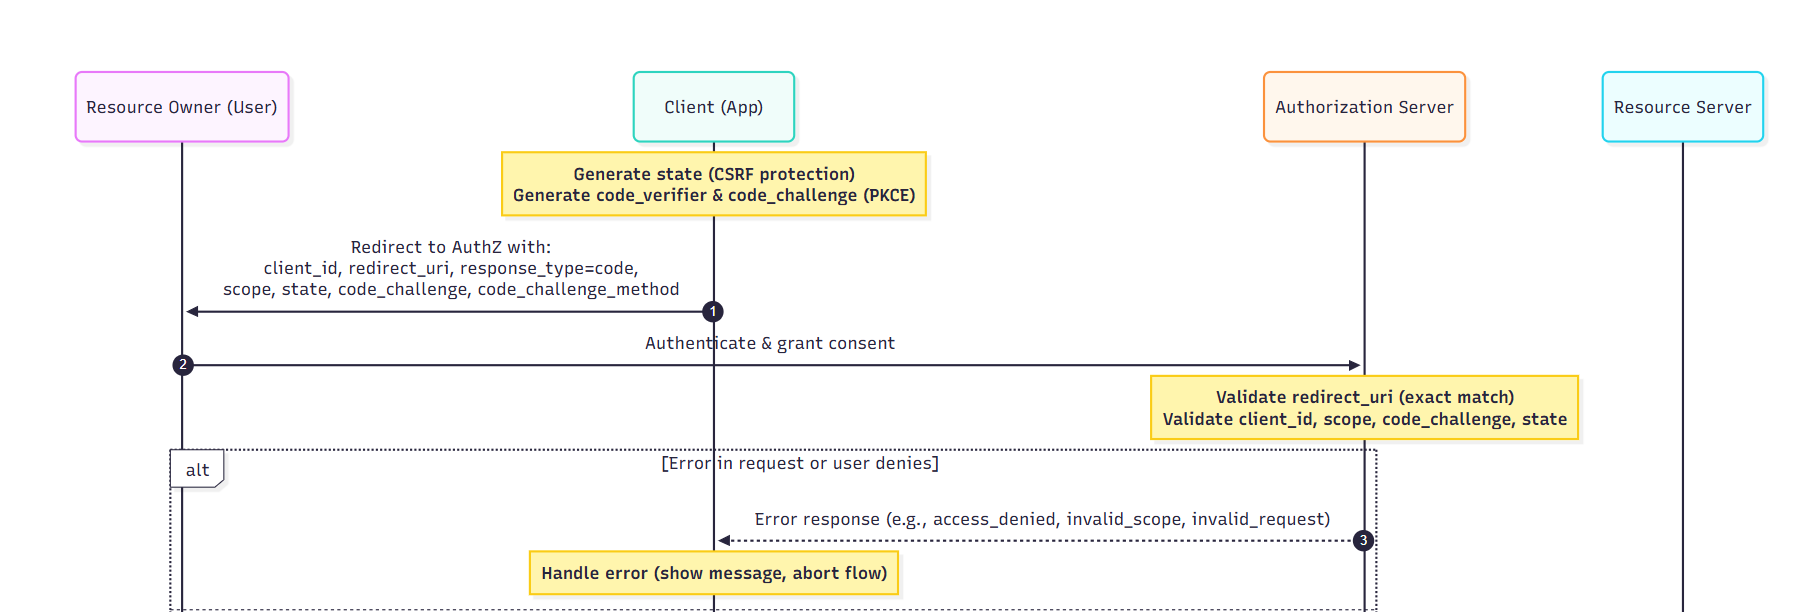 Resource Owner (User)
Client (App)
Authorization Server
Resource Server
Generate state (CSRF protection)
Generate code_verifier & code_challenge (PKCE)
Redirect to AuthZ with:
client_id, redirect_uri, response_type=code,
scope, state, code_challenge, code_challenge_method
1
Authenticate & grant consent
2
Validate redirect_uri (exact match)
Validate client_id, scope, code_challenge, state
alt
[Error in request or user denies]
Error response (e.g., access_denied, invalid_scope, invalid_request)
3
Handle error (show message, abort flow)